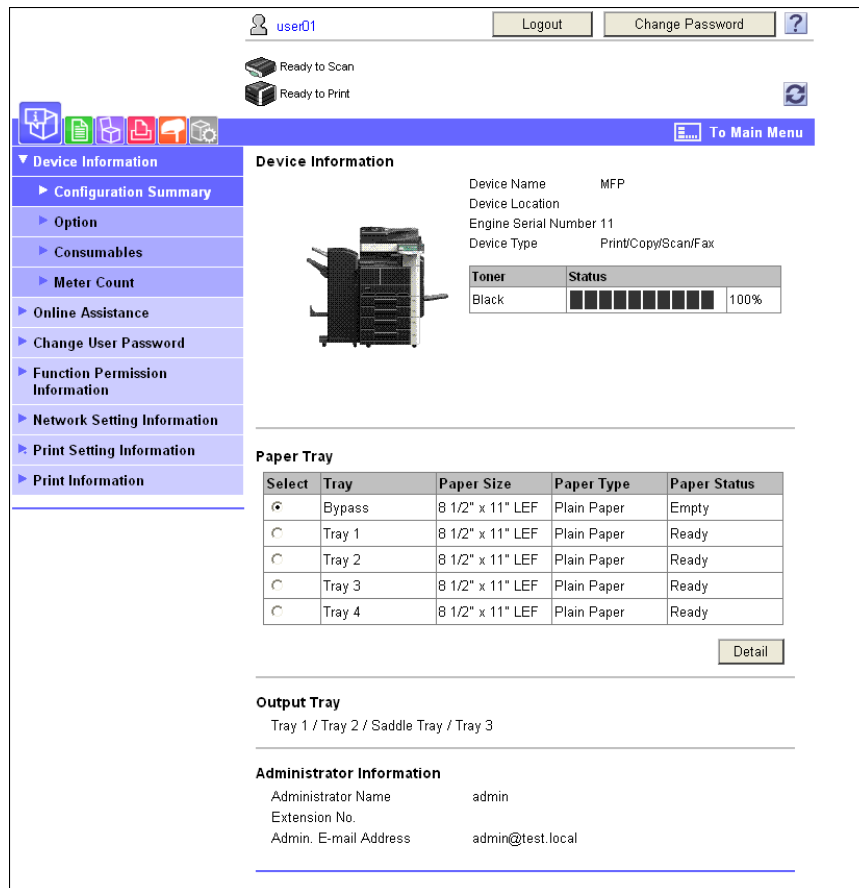 user01
Logout
Change Password
?
Ready to Scan
Ready to Print
To Main Menu
Device Information
Configuration Summary
Option
Consumables
Meter Count
Online Assistance
Change User Password
Function Permission
Information
Network Setting Information
Print Setting Information
Print Information
Device Information
Device Name MFP
Device Location
Engine Serial Number 11
Device Type Print/Copy/Scan/Fax
Toner Status
Black 100%
Paper Tray
Select Tray Paper Size Paper Type Paper Status
Bypass 8 1/2" x 11" LEF Plain Paper Empty
Tray 1 8 1/2" x 11" LEF Plain Paper Ready
Tray 2 8 1/2" x 11" LEF Plain Paper Ready
Tray 3 8 1/2" x 11" LEF Plain Paper Ready
Tray 4 8 1/2" x 11" LEF Plain Paper Ready
Detail
Output Tray
Tray 1 / Tray 2 / Saddle Tray / Tray 3
Administrator Information
Administrator Name admin
Extension No.
Admin. E-mail Address admin@test.local